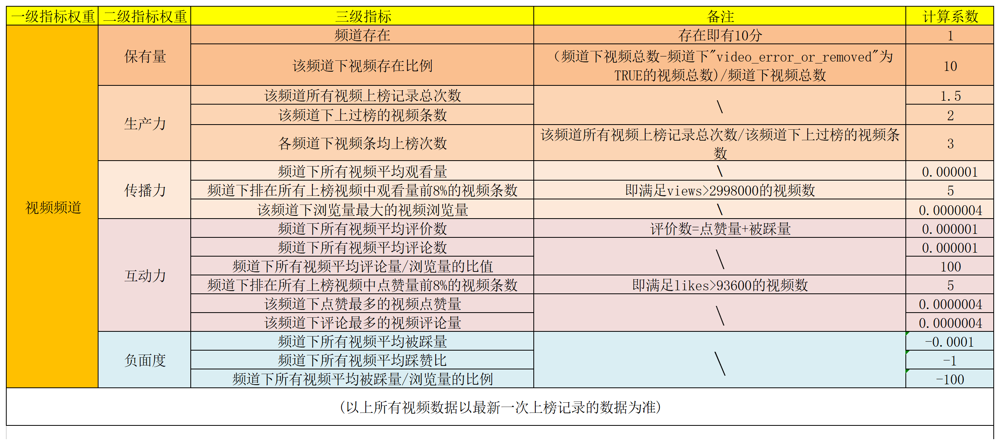 一级指标权重 二级指标权重 三级指标 备注 计算系数
视频频道
保有量
频道存在 存在即有10分 1
该频道下视频存在比例 （频道下视频总数-频道下"video_error_or_removed"为
TRUE的视频总数)/频道下视频总数 10
生产力
该频道所有视频上榜记录总次数 \ 1.5
该频道下上过榜的视频条数 2
各频道下视频条均上榜次数 该频道所有视频上榜记录总次数/该频道下上过榜的视频条
数 3
传播力
频道下所有视频平均观看量 \ 0.000001
频道下排在所有上榜视频中观看量前8%的视频条数 即满足views>2998000的视频数 5
该频道下浏览量最大的视频浏览量 \ 0.0000004
互动力
频道下所有视频平均评价数 评价数=点赞量+被踩量 0.000001
频道下所有视频平均评论数 \ 0.000001
频道下所有视频平均评论量/浏览量的比值 100
频道下排在所有上榜视频中点赞量前8%的视频条数 即满足likes>93600的视频数 5
该频道下点赞最多的视频点赞量 \ 0.0000004
该频道下评论最多的视频评论量 0.0000004
负面度
频道下所有视频平均被踩量 \ -0.0001
频道下所有视频平均踩赞比 -1
频道下所有视频平均被踩量/浏览量的比例 -100
(以上所有视频数据以最新一次上榜记录的数据为准)